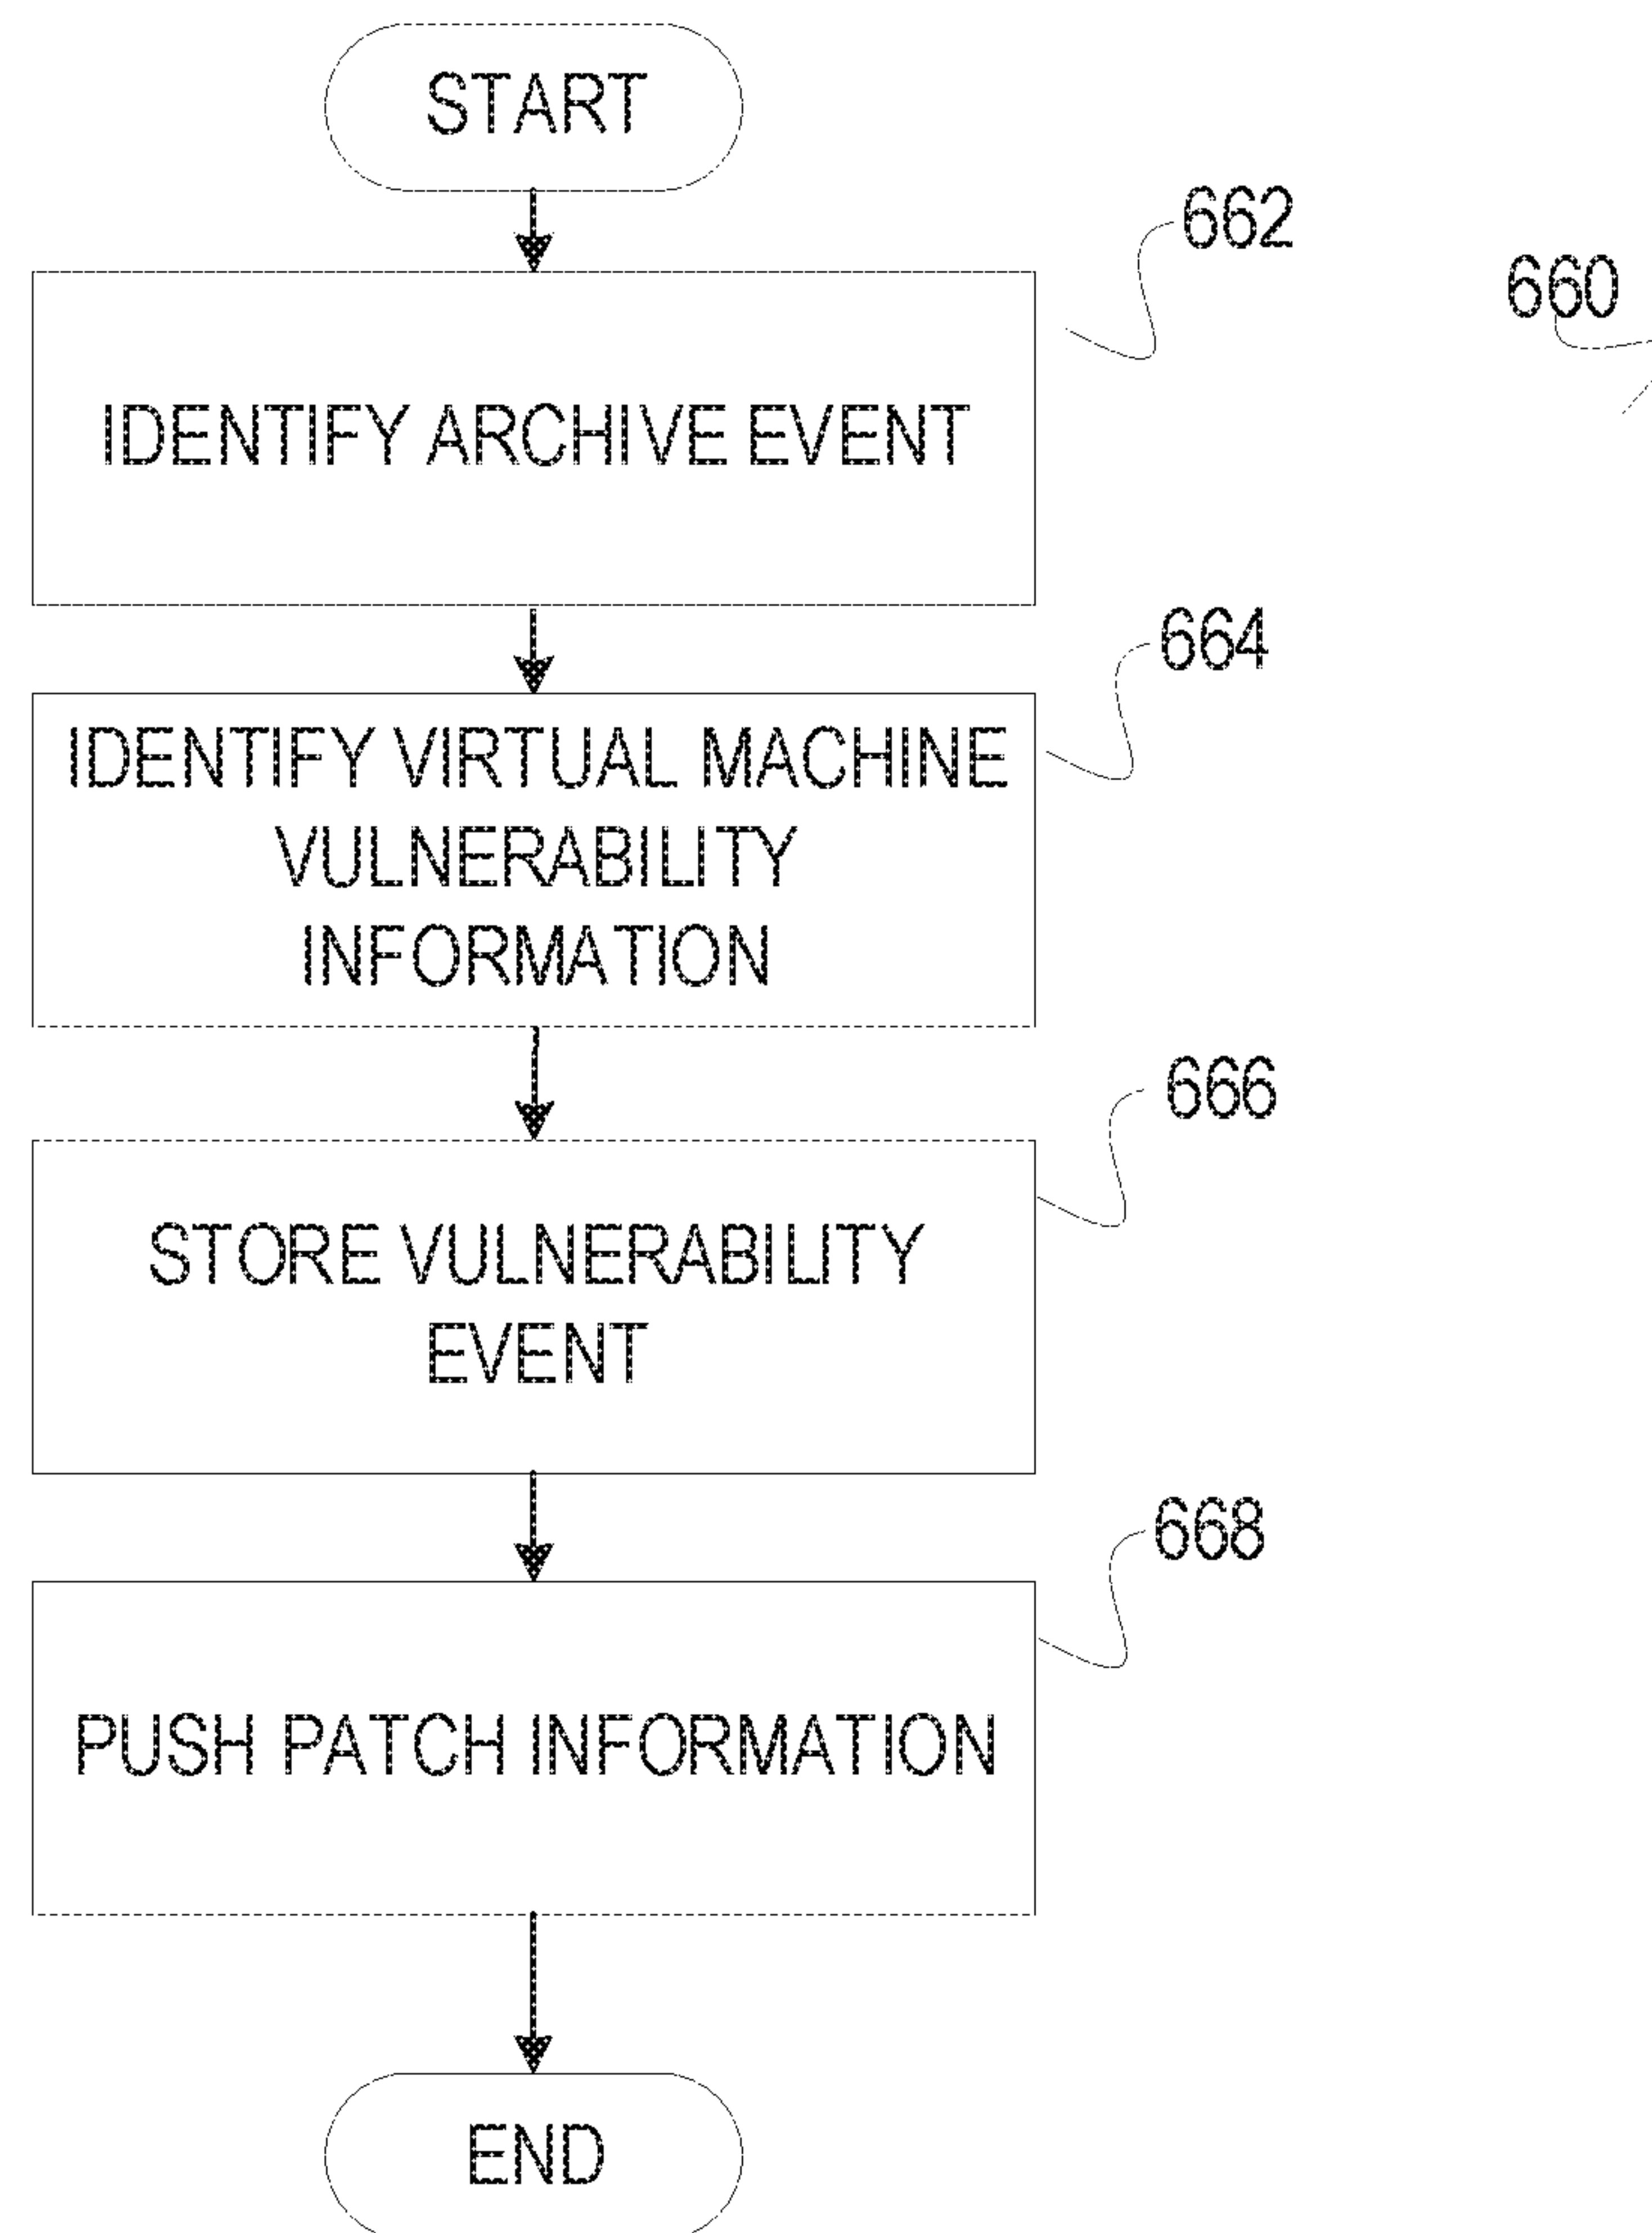 START
662
660
IDENTIFY ARCHIVE EVENT
664
IDENTIFY VIRTUAL MACHINE
VULNERABILITY
INFORMATION
666
STORE VULNERABILITY
EVENT
668
PUSH PATCH INFORMATION
END